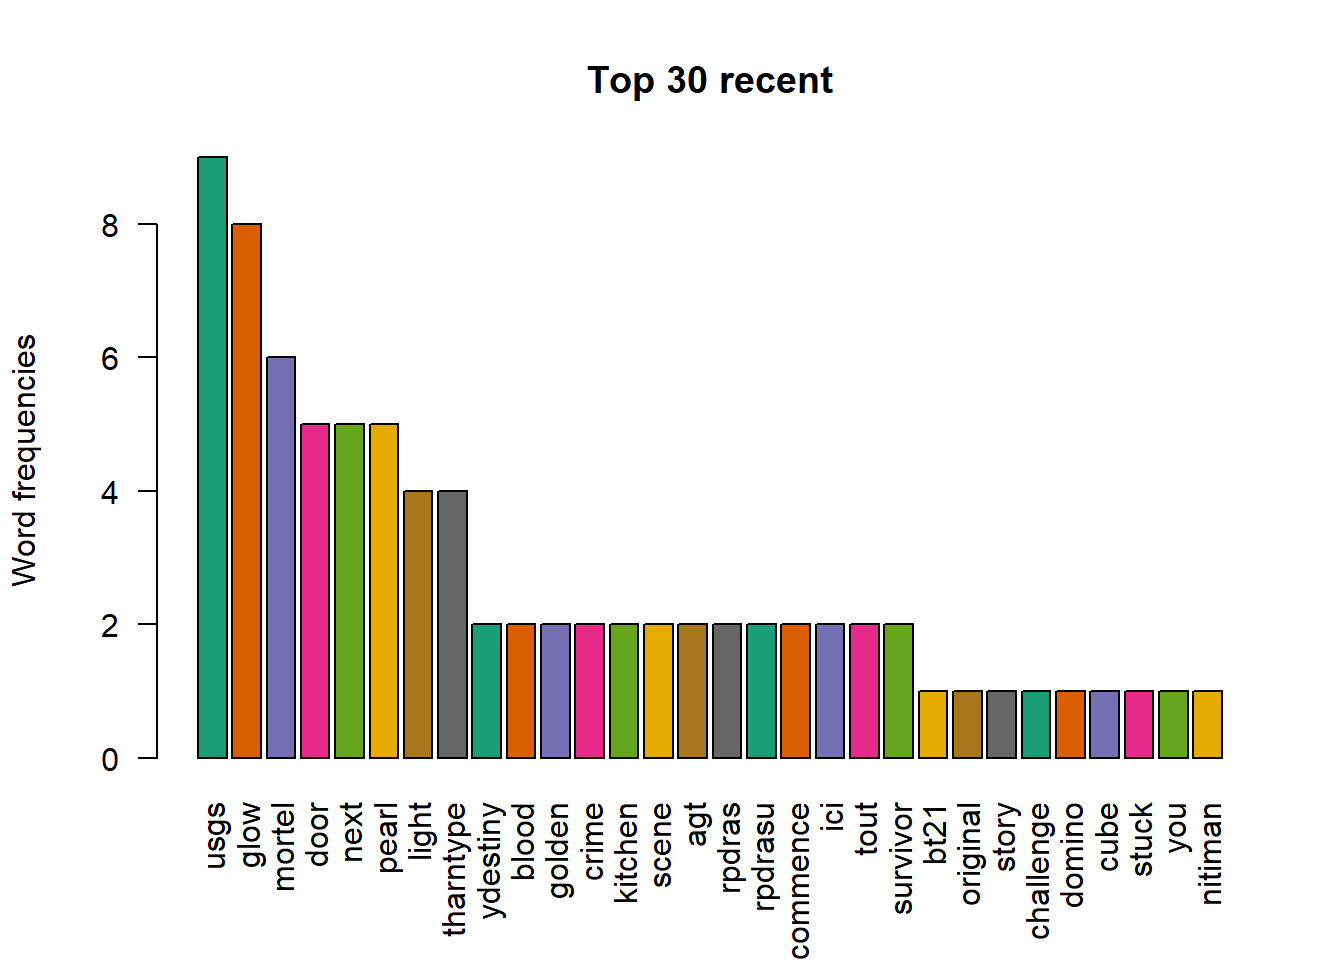 Top 30 recent
Word frequencies
8
6
4
2
0
usgs
glow
mortel
door
next
pearl
light
tharntype
ydestiny
blood
golden
crime
kitchen
scene
agt
rpdras
rpdrasu
commence
ici
tout
survivor
bt21
original
story
challenge
domino
cube
stuck
you
nitiman